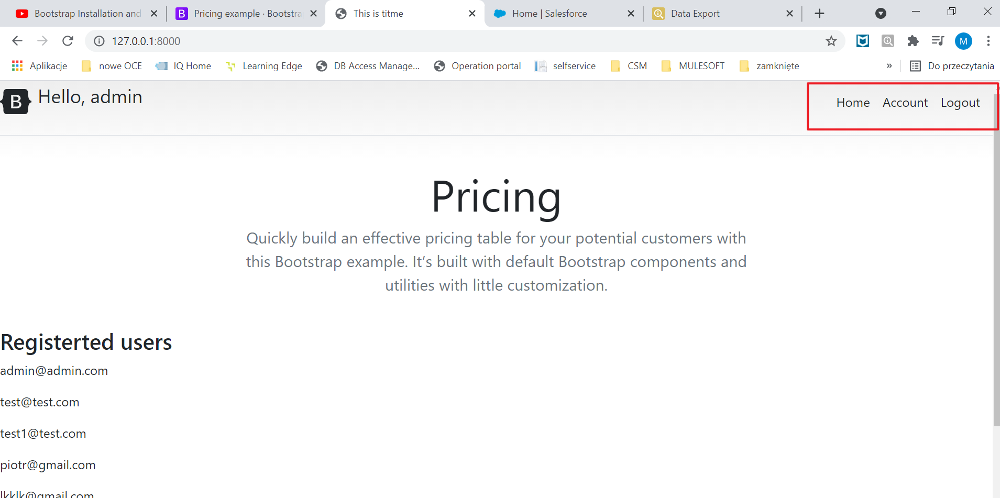 Bootstrap Installation and
B Pricing example · Bootstra
This is titme
Home | Salesforce
Data Export
127.0.0.1:8000
M
Aplikacje
nowe OCE
IQ Home
Learning Edge
DB Access Manage...
Operation portal
selfservice
CSM
MULESOFT
zamknięte
»
Do przeczytania
B Hello, admin
Home Account Logout
Pricing
Quickly build an effective pricing table for your potential customers with
this Bootstrap example. It’s built with default Bootstrap components and
utilities with little customization.
Registerted users
admin@admin.com
test@test.com
test1@test.com
piotr@gmail.com
lkklk@gmail.com